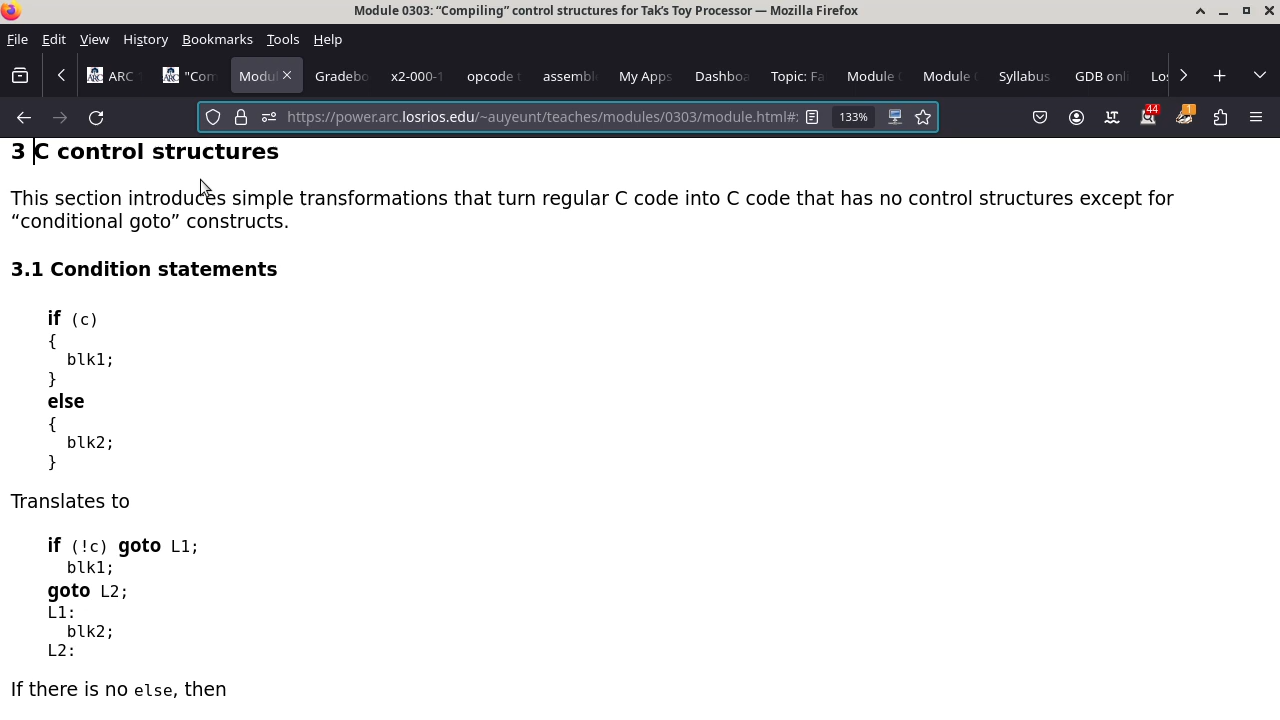 Module 0303: “Compiling” control structures for Tak’s Toy Processor — Mozilla Firefox
File Edit View History Bookmarks Tools Help
ARC "Com Modul Gradebo x2-000-1 opcode t assembl My Apps Dashboa Topic: Fa Module Module Syllabus GDB onl Los
https://power.arc.losrios.edu/~auyeunt/teaches/modules/0303/module.html#: 133% 44 1
3 C control structures
This section introduces simple transformations that turn regular C code into C code that has no control structures except for
“conditional goto” constructs.
3.1 Condition statements
if (c)
{
blk1;
}
else
{
blk2;
}
Translates to
if (!c) goto L1;
blk1;
goto L2;
L1:
blk2;
L2:
If there is no else, then